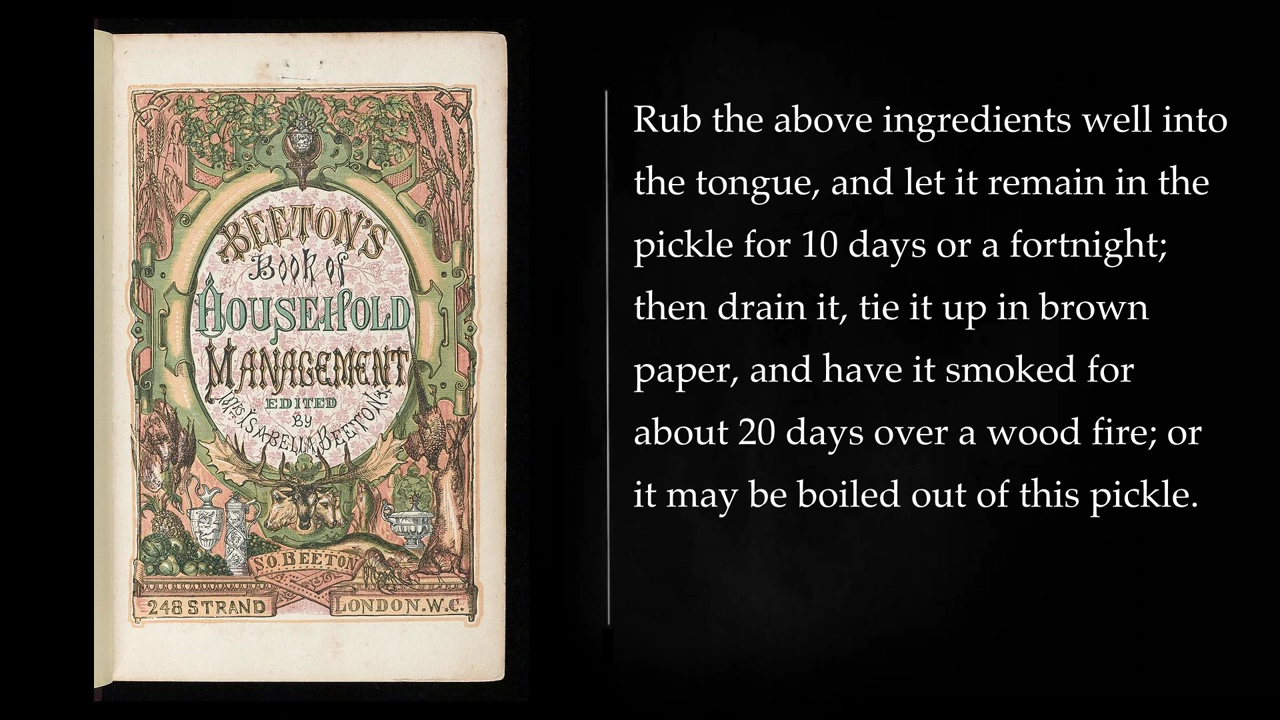 BEETON'S
Book of
HOUSEHOLD
MANAGEMENT
EDITED
BY
MRS ISABELLA BEETON
S.O. BEETON
248 STRAND
LONDON. W.C.
Rub the above ingredients well into
the tongue, and let it remain in the
pickle for 10 days or a fortnight;
then drain it, tie it up in brown
paper, and have it smoked for
about 20 days over a wood fire; or
it may be boiled out of this pickle.